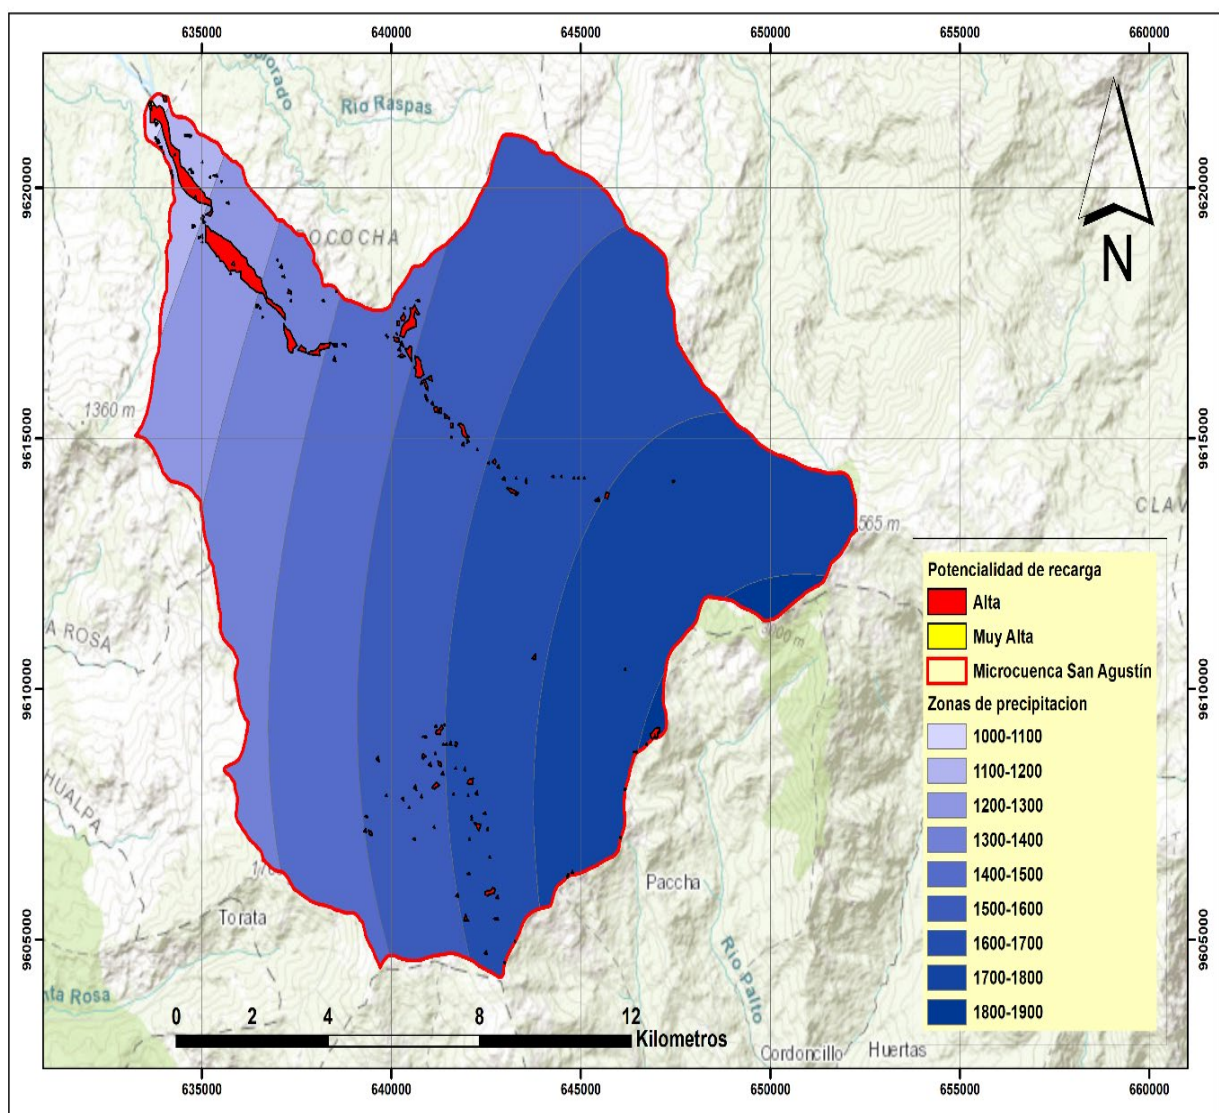 635000 640000 645000 650000 655000 660000
Rio Raspas
9620000
9620000
OCOCHA
N
1360 m
9615000
9615000
CLAV
565 m
Potencialidad de recarga
Alta
Muy Alta
Microcuenca San Agustín
Zonas de precipitacion
1000-1100
1100-1200
1200-1300
1300-1400
1400-1500
1500-1600
1600-1700
1700-1800
1800-1900
A ROSA
9610000
9610000
HUALPA
Paccha
Torata
9605000
9605000
Rio Palto
nta Rosa
0 2 4 8 12
Kilometros
Cordoncillo
Huertas
635000 640000 645000 650000 655000 660000